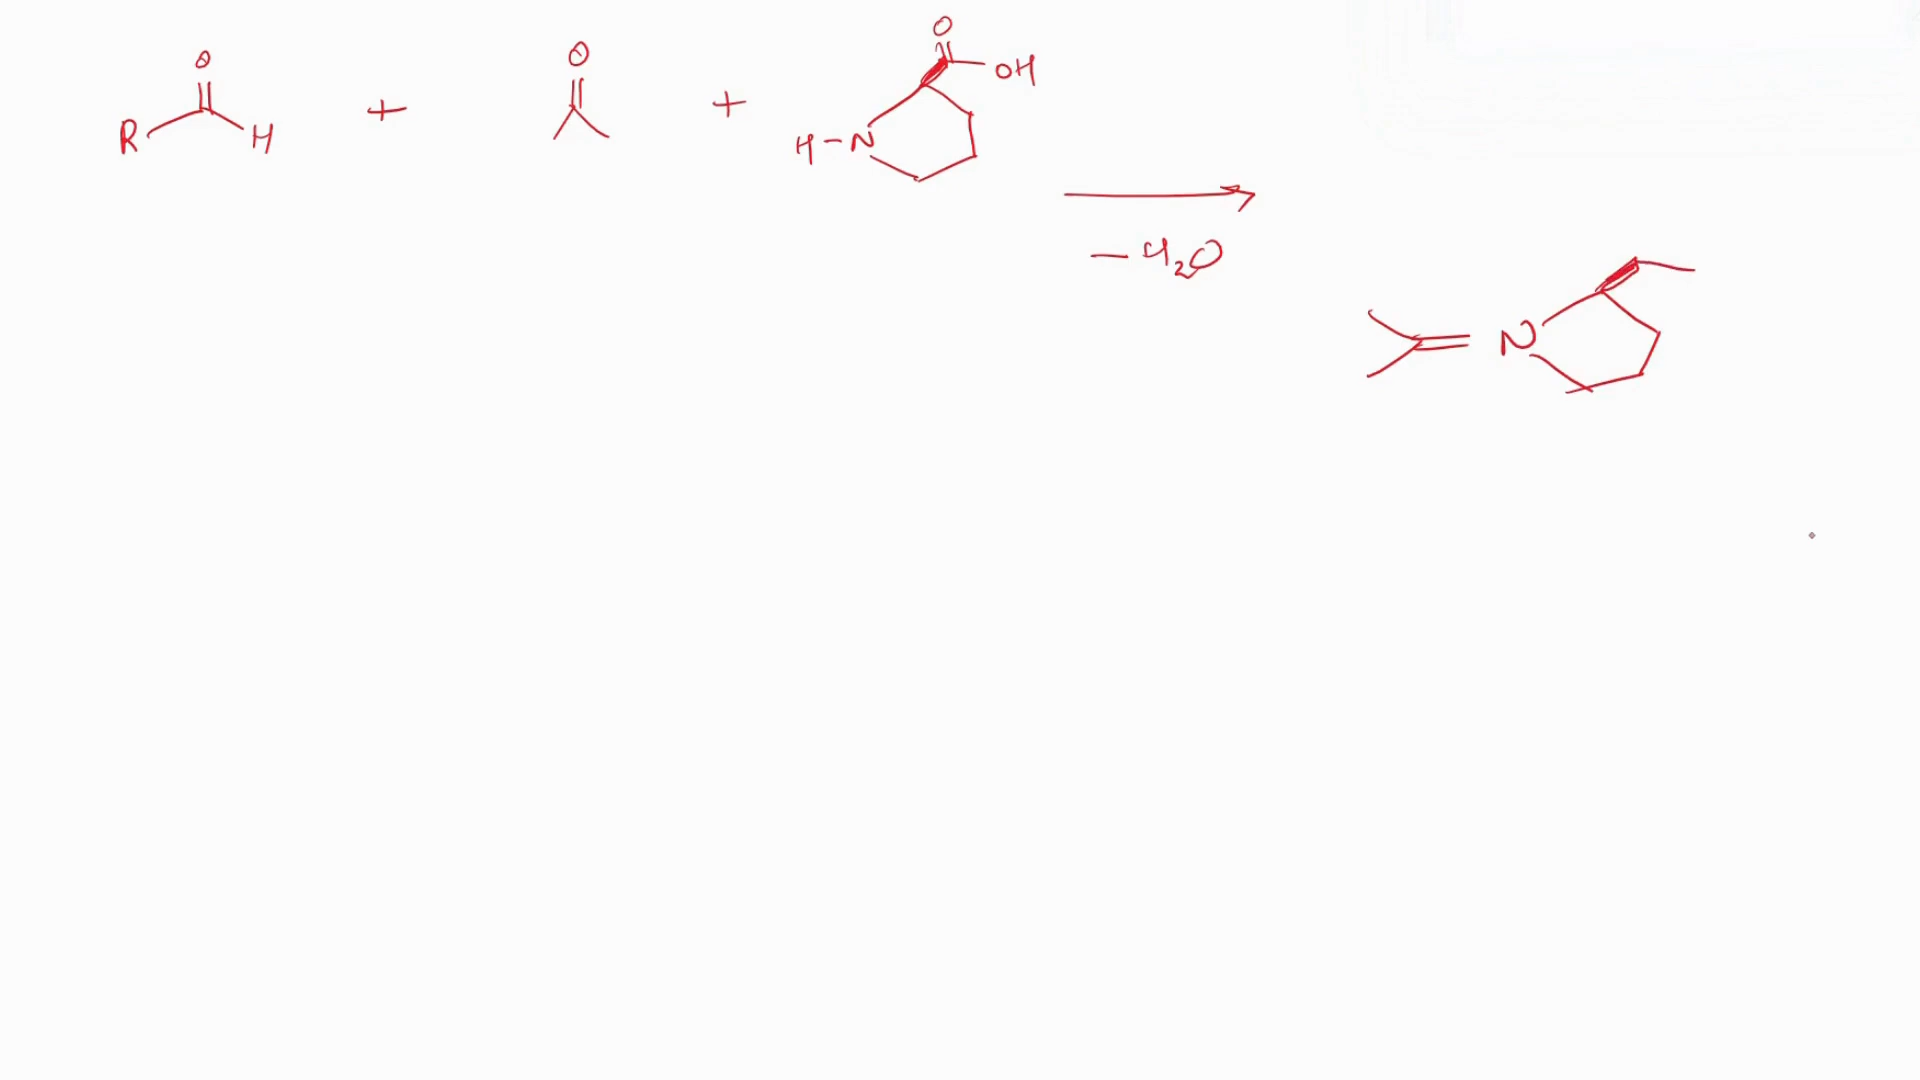 O O O
R H + + H-N OH
- H₂O
N